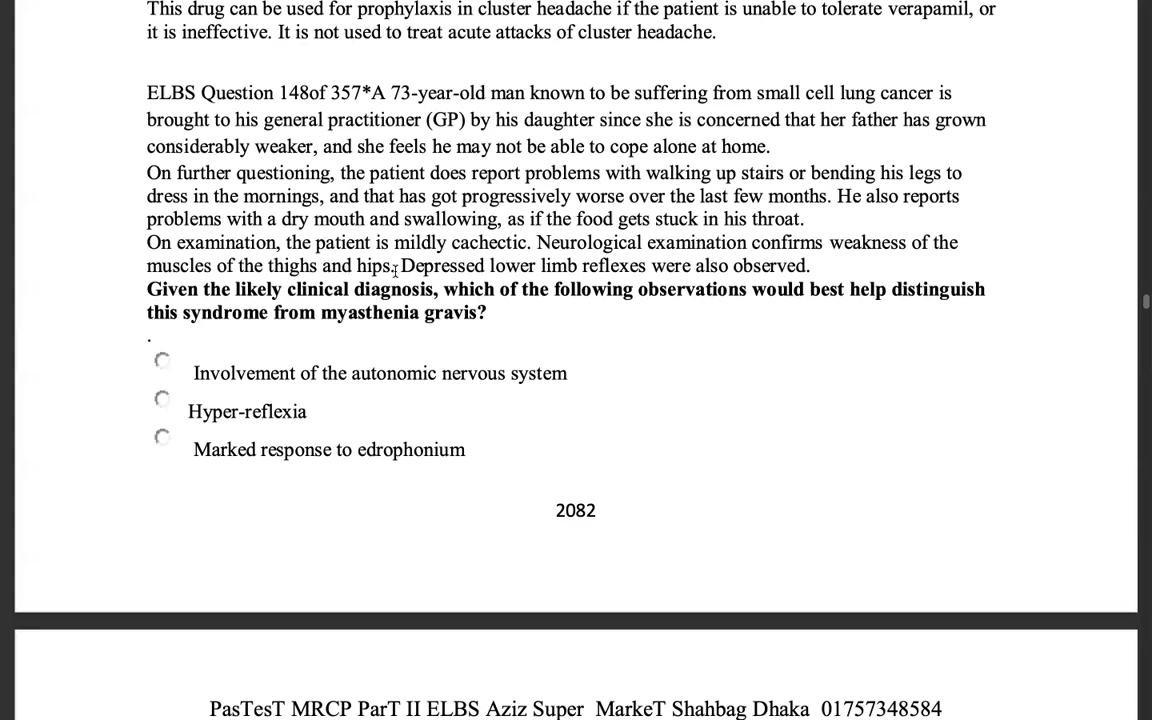 This drug can be used for prophylaxis in cluster headache if the patient is unable to tolerate verapamil, or
it is ineffective. It is not used to treat acute attacks of cluster headache.
ELBS Question 148of 357*A 73-year-old man known to be suffering from small cell lung cancer is
brought to his general practitioner (GP) by his daughter since she is concerned that her father has grown
considerably weaker, and she feels he may not be able to cope alone at home.
On further questioning, the patient does report problems with walking up stairs or bending his legs to
dress in the mornings, and that has got progressively worse over the last few months. He also reports
problems with a dry mouth and swallowing, as if the food gets stuck in his throat.
On examination, the patient is mildly cachectic. Neurological examination confirms weakness of the
muscles of the thighs and hips. Depressed lower limb reflexes were also observed.
Given the likely clinical diagnosis, which of the following observations would best help distinguish
this syndrome from myasthenia gravis?
.
Involvement of the autonomic nervous system
Hyper-reflexia
Marked response to edrophonium
2082
PasTesT MRCP ParT II ELBS Aziz Super MarkeT Shahbag Dhaka 01757348584